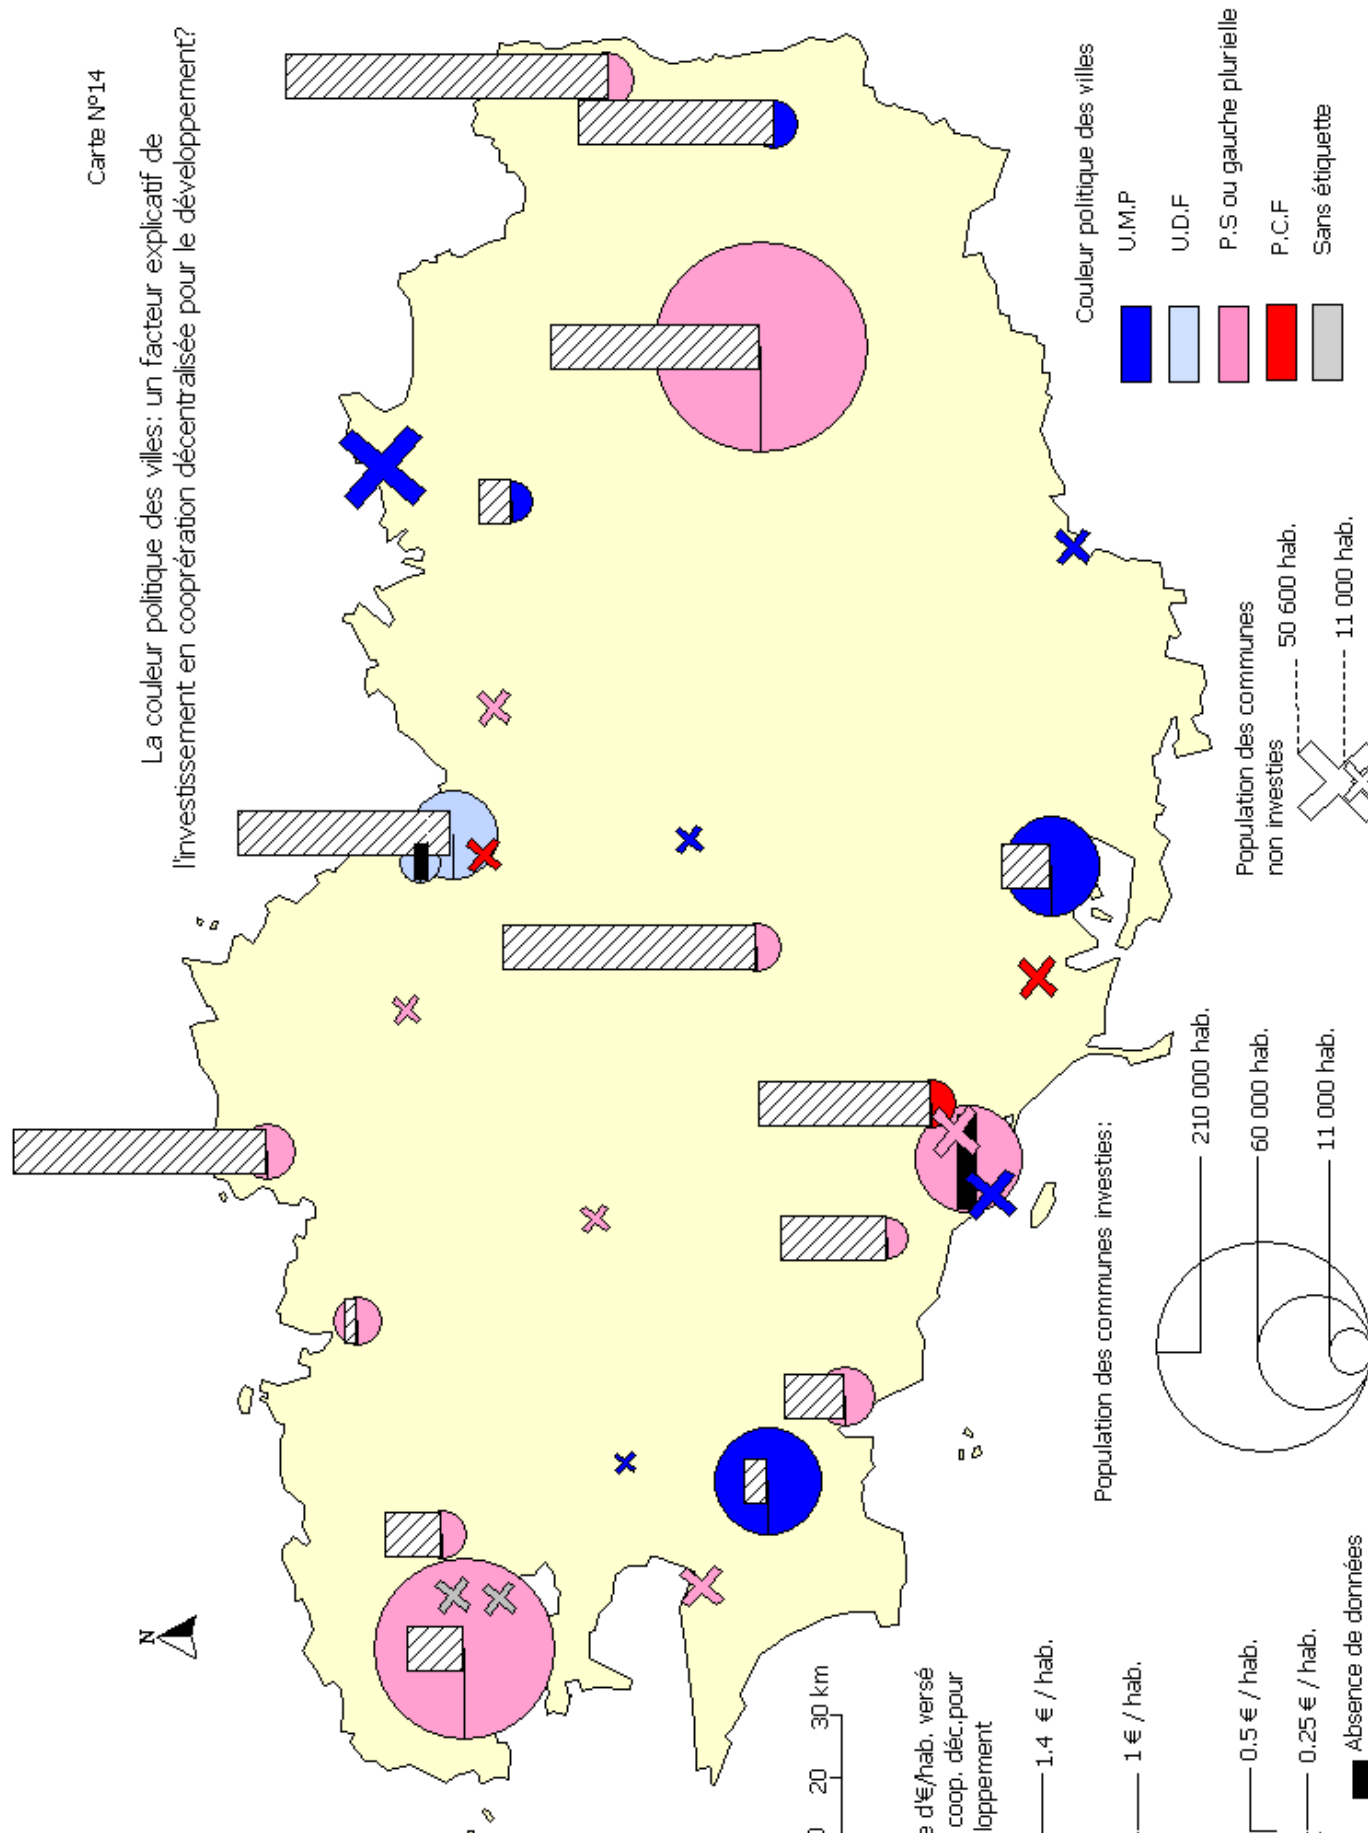 Carte N°14
La couleur politique des villes: un facteur explicatif de
l'investissement en cooprération décentralisée pour le développement?
N
20
30 km
d'€/hab. versé
coop. déc.pour
1.4 € / hab.
1 € / hab.
0.5 € / hab.
0.25 € / hab.
Absence de données
Population des communes investies:
210 000 hab.
60 000 hab.
11 000 hab.
Population des communes
non investies
50 600 hab.
11 000 hab.
Couleur politique des villes
U.M.P
U.D.F
P.S ou gauche plurielle
P.C.F
Sans étiquette